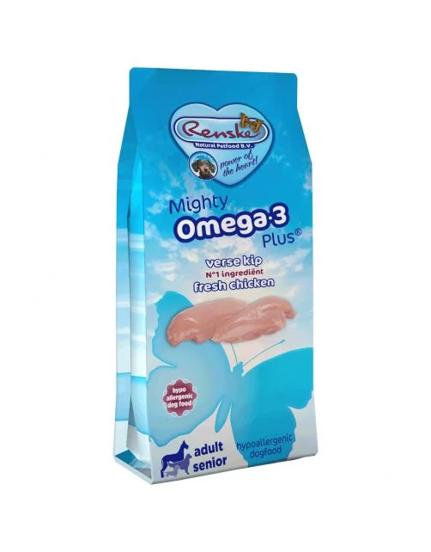 Renske
Natural Petfood B.V.
power of
the heart!
Mighty
Omega-3
Plus®
verse kip
N°1 ingrediënt
fresh chicken
hypo
allergenic
dog food
adult
senior
hypoallergenic
dogfood